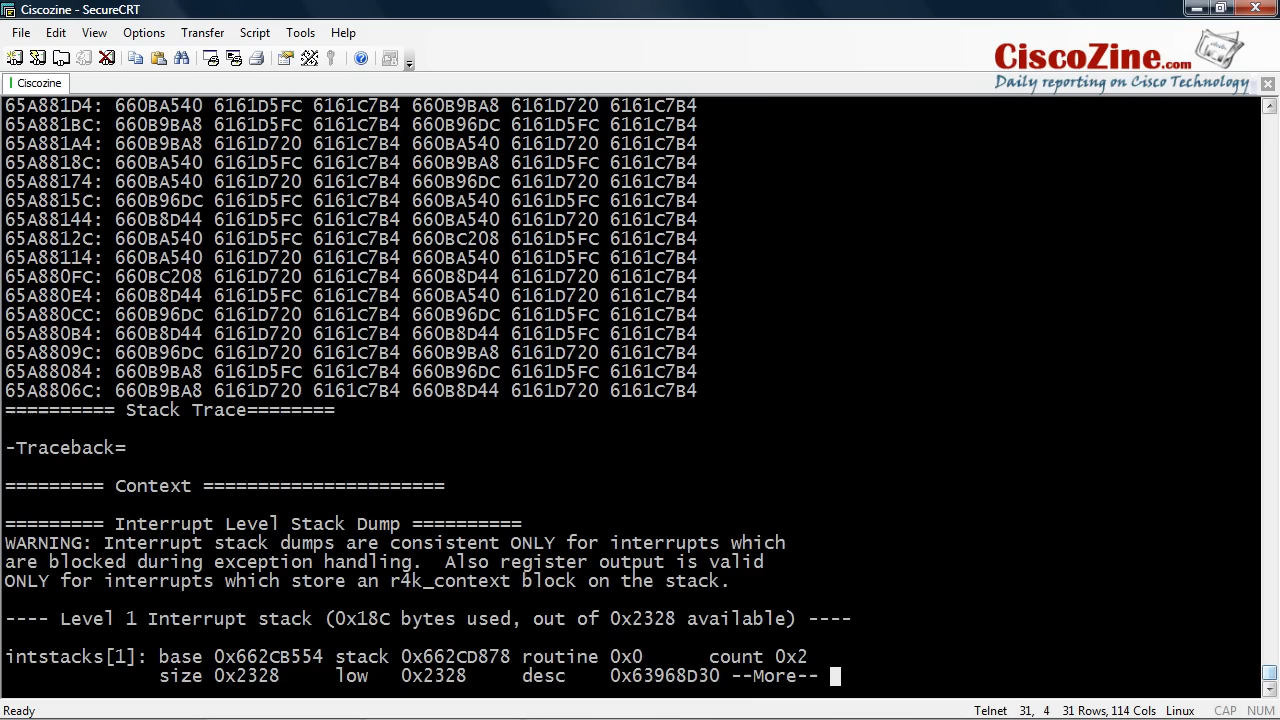 Ciscozine - SecureCRT
File Edit View Options Transfer Script Tools Help
CiscoZine.com
Daily reporting on Cisco Technology
Ciscozine
65A881D4: 660BA540 6161D5FC 6161C7B4 660B9BA8 6161D720 6161C7B4
65A881BC: 660B9BA8 6161D5FC 6161C7B4 660B96DC 6161D5FC 6161C7B4
65A881A4: 660B9BA8 6161D720 6161C7B4 660BA540 6161D720 6161C7B4
65A8818C: 660BA540 6161D5FC 6161C7B4 660B9BA8 6161D5FC 6161C7B4
65A88174: 660BA540 6161D720 6161C7B4 660B96DC 6161D720 6161C7B4
65A8815C: 660B96DC 6161D5FC 6161C7B4 660BA540 6161D5FC 6161C7B4
65A88144: 660B8D44 6161D5FC 6161C7B4 660BA540 6161D720 6161C7B4
65A8812C: 660BA540 6161D5FC 6161C7B4 660BC208 6161D5FC 6161C7B4
65A88114: 660BA540 6161D720 6161C7B4 660BA540 6161D5FC 6161C7B4
65A880FC: 660BC208 6161D720 6161C7B4 660B8D44 6161D720 6161C7B4
65A880E4: 660B8D44 6161D5FC 6161C7B4 660BA540 6161D720 6161C7B4
65A880CC: 660B96DC 6161D720 6161C7B4 660B96DC 6161D5FC 6161C7B4
65A880B4: 660B8D44 6161D720 6161C7B4 660B8D44 6161D5FC 6161C7B4
65A8809C: 660B96DC 6161D720 6161C7B4 660B9BA8 6161D720 6161C7B4
65A88084: 660B9BA8 6161D5FC 6161C7B4 660B96DC 6161D5FC 6161C7B4
65A8806C: 660B9BA8 6161D720 6161C7B4 660B8D44 6161D720 6161C7B4
========== Stack Trace========
-Traceback=
========= Context ======================
========= Interrupt Level Stack Dump ==========
WARNING: Interrupt stack dumps are consistent ONLY for interrupts which
are blocked during exception handling.  Also register output is valid
ONLY for interrupts which store an r4k_context block on the stack.
---- Level 1 Interrupt stack (0x18C bytes used, out of 0x2328 available) ----
intstacks[1]: base 0x662CB554 stack 0x662CD878 routine 0x0      count 0x2
size 0x2328     low   0x2328     desc    0x63968D30 --More--
Ready
Telnet 31, 4 31 Rows, 114 Cols Linux CAP NUM